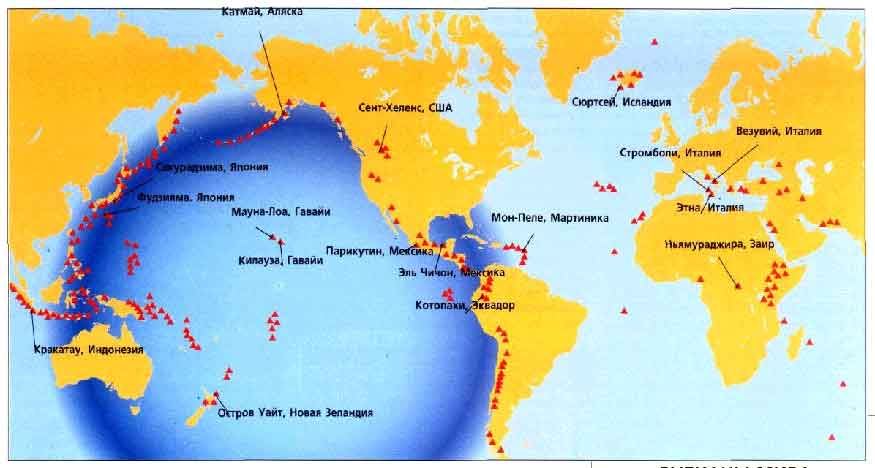 Катмай, Аляска
Сент-Хеленс, США
Сюртсей, Исландия
Везувий, Италия
Стромболи, Италия
Сакурадзима, Япония
Фудзияма, Япония
Этна, Италия
Мауна-Лоа, Гавайи
Мон-Пеле, Мартиника
Парикутин, Мексика
Ньямураджира, Заир
Килауза, Гавайи
Эль Чичон, Мексика
Котопахи, Эквадор
Кракатау, Индонезия
Остров Уайт, Новая Зеландия